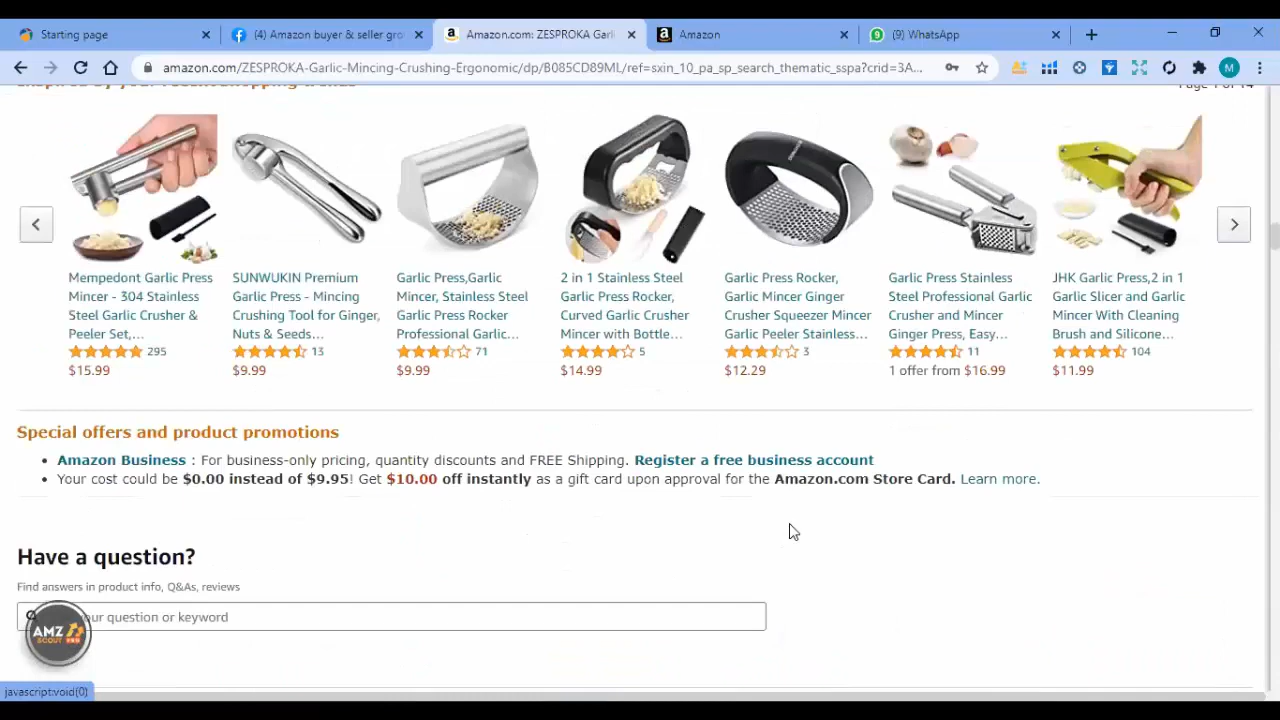 Starting page
(4) Amazon buyer & seller gro
Amazon.com: ZESPROKA Garli
Amazon
(9) WhatsApp
amazon.com/ZESPROKA-Garlic-Mincing-Crushing-Ergonomic/dp/B085CD89ML/ref=sxin_10_pa_sp_search_thematic_sspa?crid=3A...
M
Inspired by your recent shopping trends
Page 1 of 14
Mempedont Garlic Press
Mincer - 304 Stainless
Steel Garlic Crusher &
Peeler Set,...
295
$15.99
SUNWUKIN Premium
Garlic Press - Mincing
Crushing Tool for Ginger,
Nuts & Seeds...
13
$9.99
Garlic Press,Garlic
Mincer, Stainless Steel
Garlic Press Rocker
Professional Garlic...
71
$9.99
2 in 1 Stainless Steel
Garlic Press Rocker,
Curved Garlic Crusher
Mincer with Bottle...
5
$14.99
Garlic Press Rocker,
Garlic Mincer Ginger
Crusher Squeezer Mincer
Garlic Peeler Stainless...
3
$12.29
Garlic Press Stainless
Steel Professional Garlic
Crusher and Mincer
Ginger Press, Easy...
11
1 offer from $16.99
JHK Garlic Press,2 in 1
Garlic Slicer and Garlic
Mincer With Cleaning
Brush and Silicone...
104
$11.99
Special offers and product promotions
• Amazon Business : For business-only pricing, quantity discounts and FREE Shipping. Register a free business account
• Your cost could be $0.00 instead of $9.95! Get $10.00 off instantly as a gift card upon approval for the Amazon.com Store Card. Learn more.
Have a question?
Find answers in product info, Q&As, reviews
our question or keyword
AMZ
SCOUT PRO
javascript:void(0)